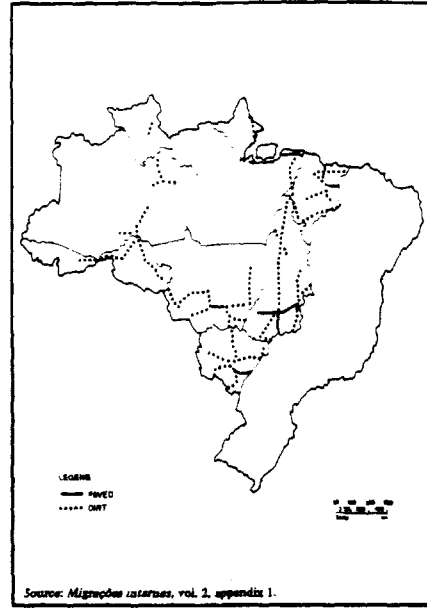 LEGEND
PAVED
DIRT
Source: Migrações internas, vol. 2, appendix 1.